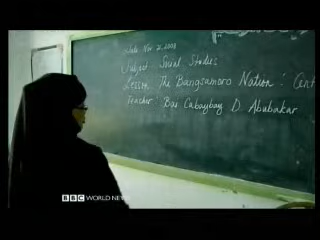 Date Nov 21, 2008
Subject: Social Studies
Lesson: The Bangsamoro Nation: Cent
Teacher: Bai Cabaybay D. Abubakar
BBC WORLD NEWS